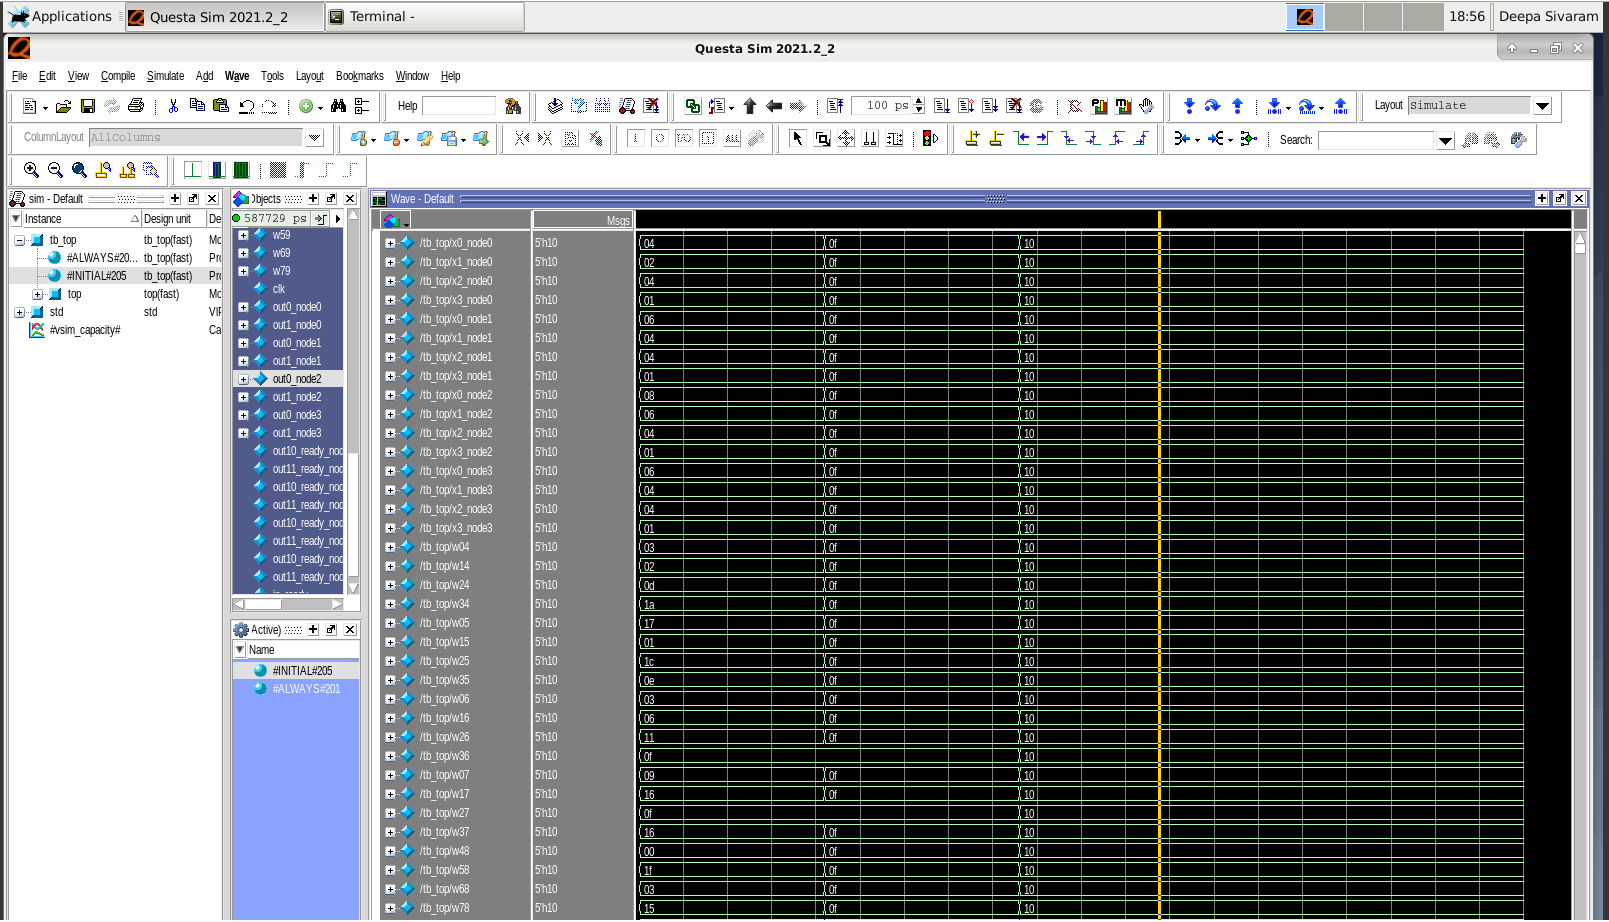 Applications
Questa Sim 2021.2_2
Terminal -
18:56
Deepa Sivaram
Questa Sim 2021.2_2
File Edit View Compile Simulate Add Wave Tools Layout Bookmarks Window Help
Help
100 ps
Layout Simulate
ColumnLayout AllColumns
Search:
sim - Default
Instance Design unit De
tb_top tb_top(fast) Mo
#ALWAYS#20... tb_top(fast) Pro
#INITIAL#205 tb_top(fast) Pro
top top(fast) Mo
std std VIF
#vsim_capacity# Ca
Objects
587729 ps
w59
w69
w79
clk
out0_node0
out1_node0
out0_node1
out1_node1
out0_node2
out1_node2
out0_node3
out1_node3
out10_ready_nod
out11_ready_nod
out10_ready_nod
out11_ready_nod
out10_ready_nod
out11_ready_nod
out10_ready_nod
out11_ready_nod
Active)
Name
#INITIAL#205
#ALWAYS#201
Wave - Default
Msgs
/tb_top/x0_node0 5'h10 04 0f 10
/tb_top/x1_node0 5'h10 02 0f 10
/tb_top/x2_node0 5'h10 04 0f 10
/tb_top/x3_node0 5'h10 01 0f 10
/tb_top/x0_node1 5'h10 06 0f 10
/tb_top/x1_node1 5'h10 04 0f 10
/tb_top/x2_node1 5'h10 04 0f 10
/tb_top/x3_node1 5'h10 01 0f 10
/tb_top/x0_node2 5'h10 08 0f 10
/tb_top/x1_node2 5'h10 06 0f 10
/tb_top/x2_node2 5'h10 04 0f 10
/tb_top/x3_node2 5'h10 01 0f 10
/tb_top/x0_node3 5'h10 06 0f 10
/tb_top/x1_node3 5'h10 04 0f 10
/tb_top/x2_node3 5'h10 04 0f 10
/tb_top/x3_node3 5'h10 01 0f 10
/tb_top/w04 5'h10 03 0f 10
/tb_top/w14 5'h10 02 0f 10
/tb_top/w24 5'h10 0d 0f 10
/tb_top/w34 5'h10 1a 0f 10
/tb_top/w05 5'h10 17 0f 10
/tb_top/w15 5'h10 01 0f 10
/tb_top/w25 5'h10 1c 0f 10
/tb_top/w35 5'h10 0e 0f 10
/tb_top/w06 5'h10 03 0f 10
/tb_top/w16 5'h10 06 0f 10
/tb_top/w26 5'h10 11 0f 10
/tb_top/w36 5'h10 0f 10
/tb_top/w07 5'h10 09 0f 10
/tb_top/w17 5'h10 16 0f 10
/tb_top/w27 5'h10 0f 10
/tb_top/w37 5'h10 16 0f 10
/tb_top/w48 5'h10 00 0f 10
/tb_top/w58 5'h10 1f 0f 10
/tb_top/w68 5'h10 03 0f 10
/tb_top/w78 5'h10 15 0f 10